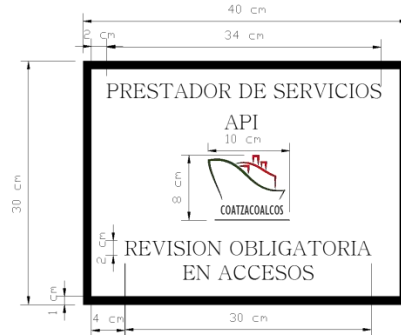 40 cm
2 cm
34 cm
PRESTADOR DE SERVICIOS
API
10 cm
30 cm
8 cm
COATZACOALCOS
2 cm
REVISION OBLIGATORIA
EN ACCESOS
1 cm
4 cm
30 cm